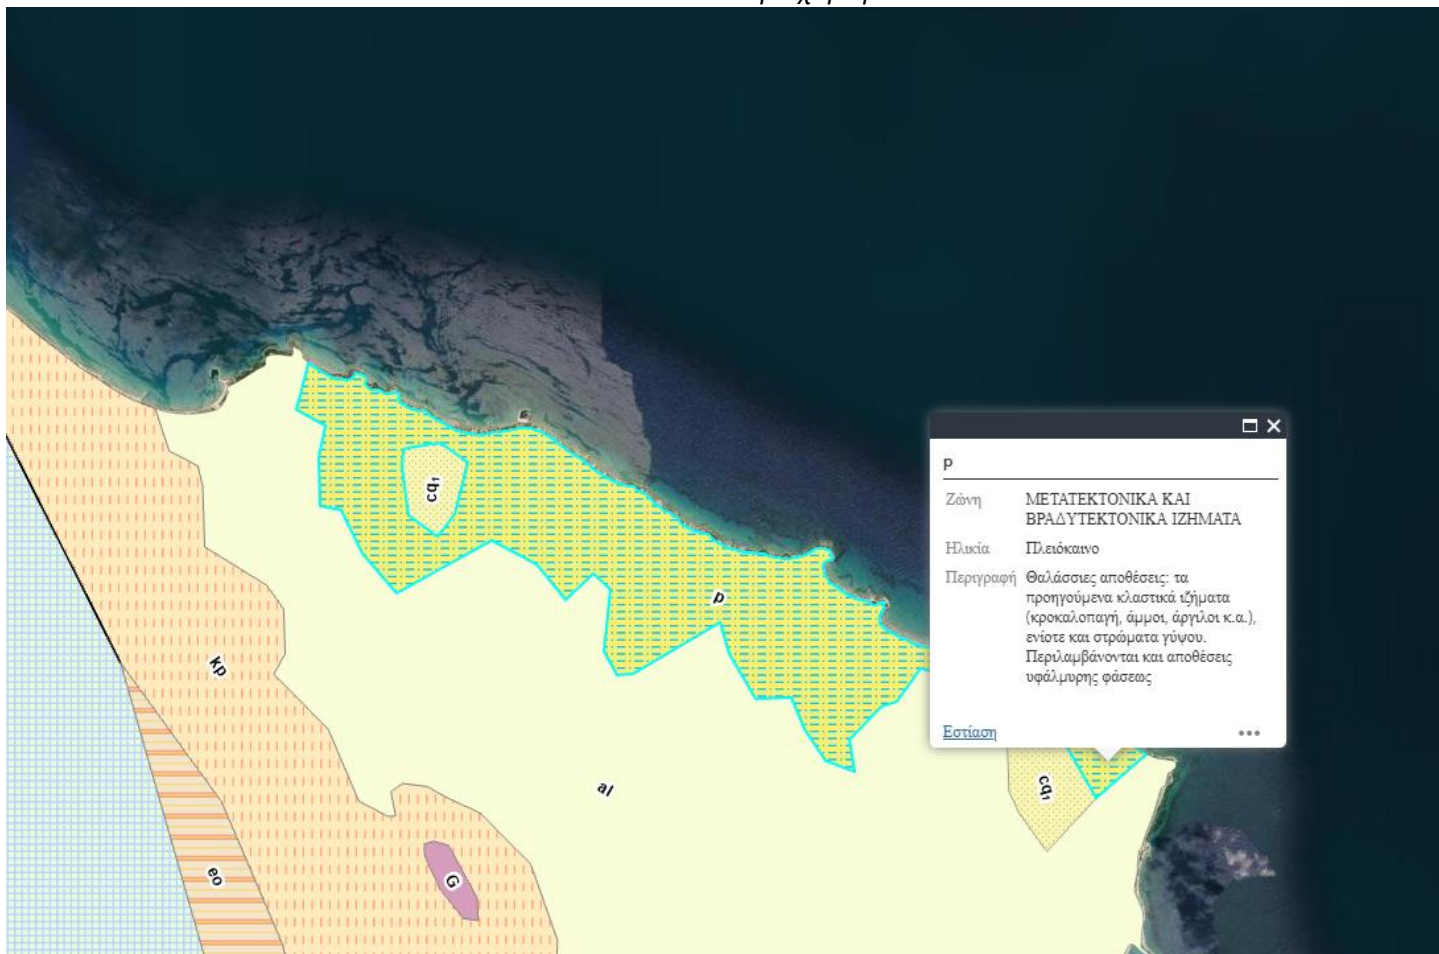 p
Ζώνη ΜΕΤΑΤΕΚΤΟΝΙΚΑ ΚΑΙ
ΒΡΑΔΥΤΕΚΤΟΝΙΚΑ ΙΖΗΜΑΤΑ
Ηλικία Πλειόκαινο
Περιγραφή Θαλάσσιες αποθέσεις: τα
προηγούμενα κλαστικά ιζήματα
(κροκαλοπαγή, άμμοι, άργιλοι κ.α.),
ενίοτε και στρώματα γύψου.
Περιλαμβάνονται και αποθέσεις
υφάλμυρης φάσεως
Εστίαση
cq₁
p
kp
al
cq₁
eo
G